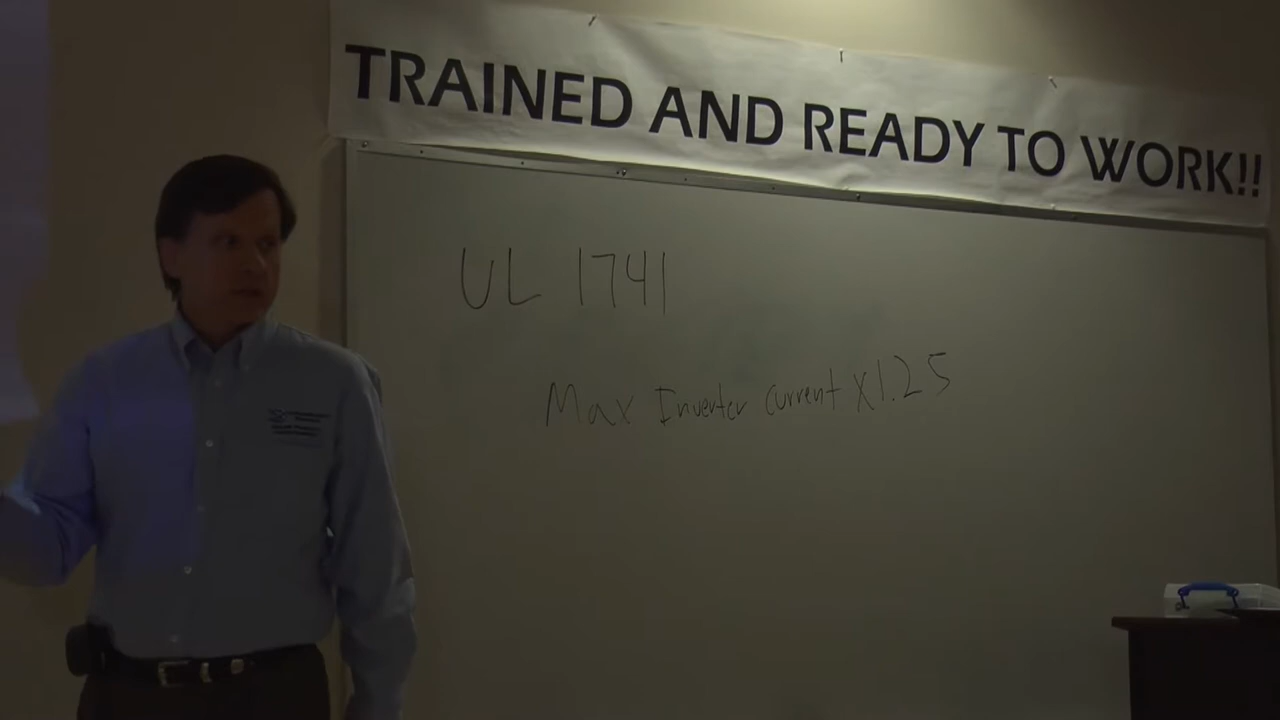 TRAINED AND READY TO WORK!!
UL 1741
Max Inverter current X1.25